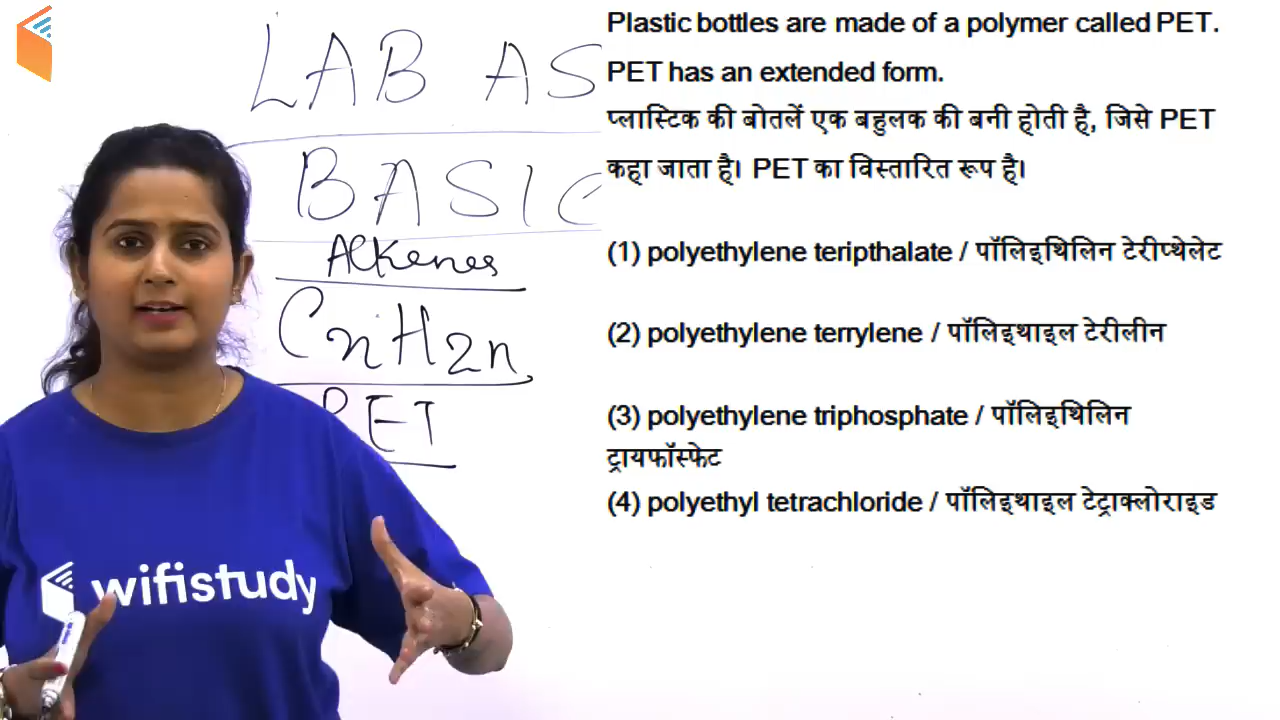 LAB AS
BASIC
Alkenes
CnH2n
PET
wifistudy
Plastic bottles are made of a polymer called PET.
PET has an extended form.
प्लास्टिक की बोतलें एक बहुलक की बनी होती है, जिसे PET
कहा जाता है। PET का विस्तारित रूप है।
(1) polyethylene teripthalate / पॉलिइथिलिन टेरीप्थेलेट
(2) polyethylene terrylene / पॉलिइथाइल टेरीलीन
(3) polyethylene triphosphate / पॉलिइथिलिन
ट्रायफॉस्फेट
(4) polyethyl tetrachloride / पॉलिइथाइल टेट्राक्लोराइड